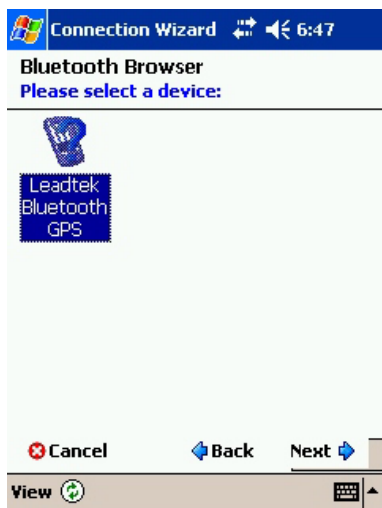 Connection Wizard 6:47
Bluetooth Browser
Please select a device:
Leadtek
Bluetooth
GPS
Cancel Back Next
View